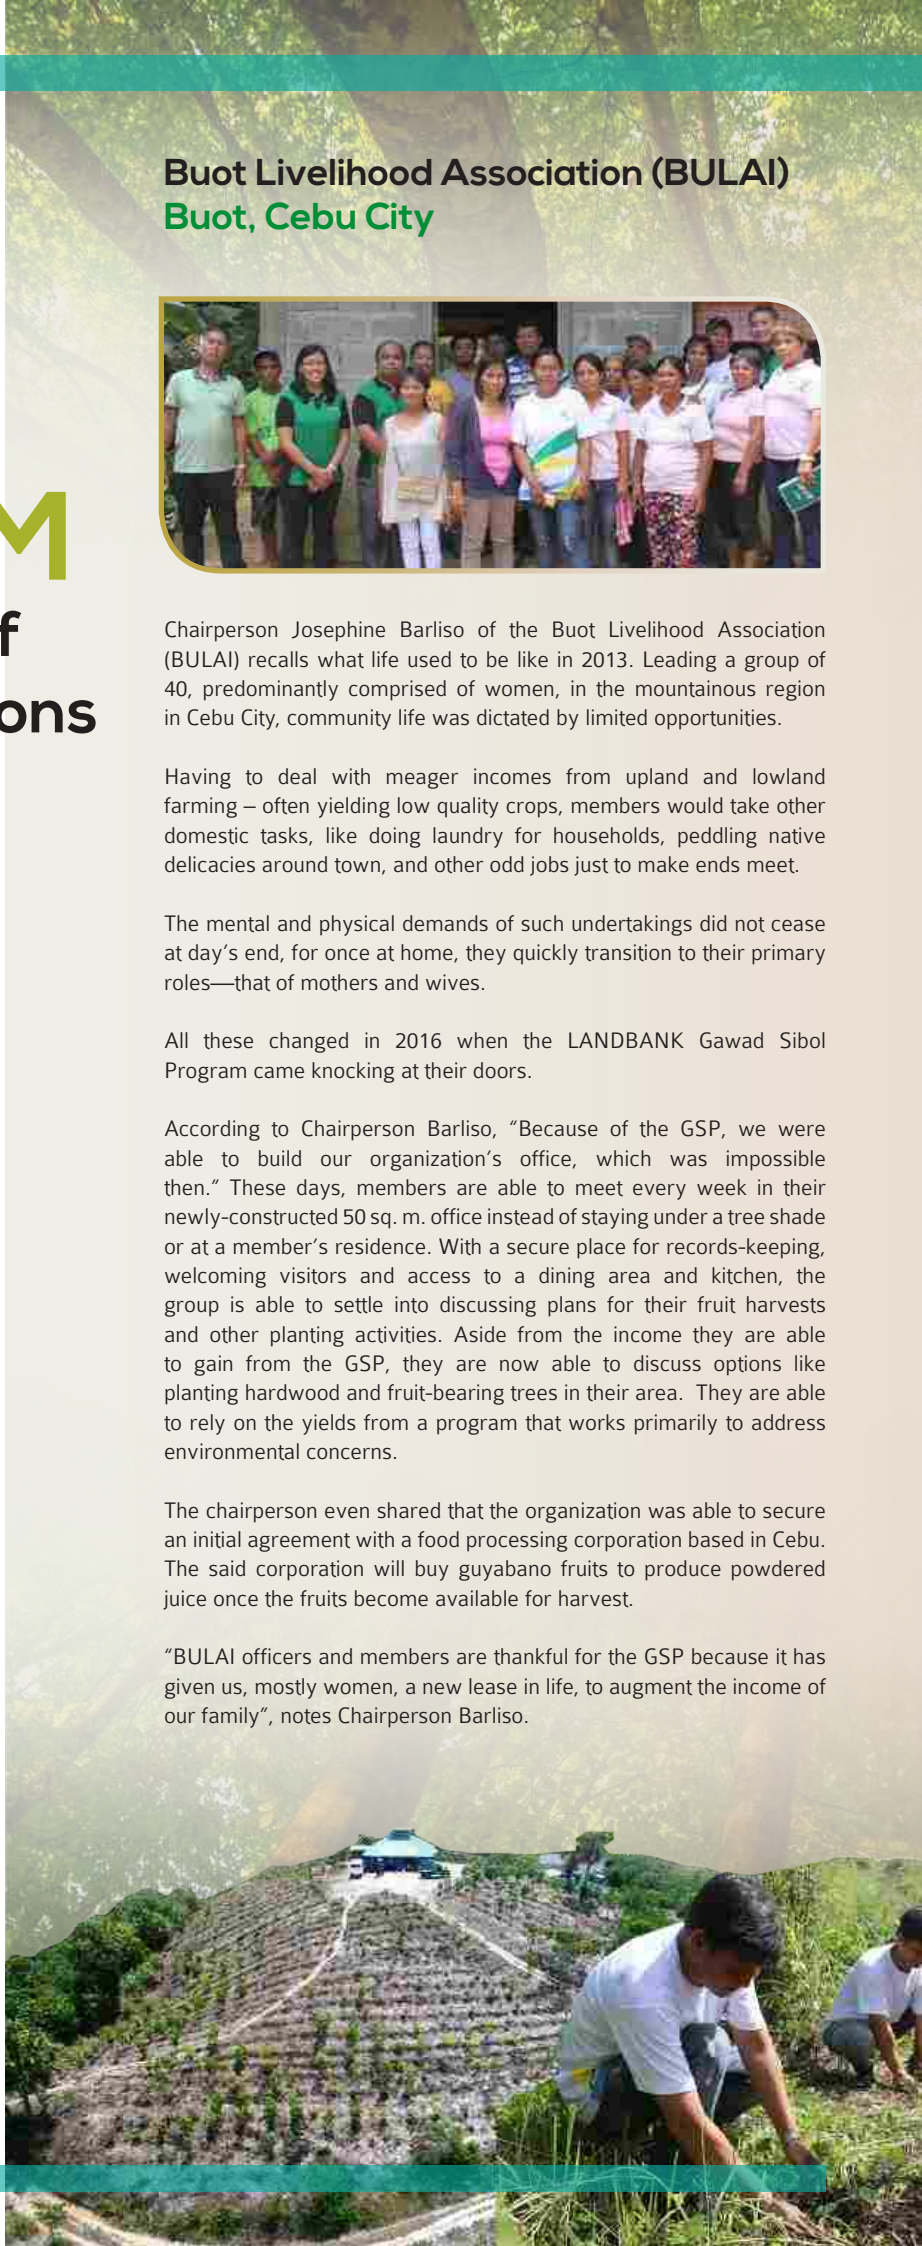 Buot Livelihood Association (BULAI)
Buot, Cebu City
M
f
ons
Chairperson Josephine Barliso of the Buot Livelihood Association
(BULAI) recalls what life used to be like in 2013. Leading a group of
40, predominantly comprised of women, in the mountainous region
in Cebu City, community life was dictated by limited opportunities.
Having to deal with meager incomes from upland and lowland
farming – often yielding low quality crops, members would take other
domestic tasks, like doing laundry for households, peddling native
delicacies around town, and other odd jobs just to make ends meet.
The mental and physical demands of such undertakings did not cease
at day's end, for once at home, they quickly transition to their primary
roles—that of mothers and wives.
All these changed in 2016 when the LANDBANK Gawad Sibol
Program came knocking at their doors.
According to Chairperson Barliso, “Because of the GSP, we were
able to build our organization's office, which was impossible
then.” These days, members are able to meet every week in their
newly-constructed 50 sq. m. office instead of staying under a tree shade
or at a member's residence. With a secure place for records-keeping,
welcoming visitors and access to a dining area and kitchen, the
group is able to settle into discussing plans for their fruit harvests
and other planting activities. Aside from the income they are able
to gain from the GSP, they are now able to discuss options like
planting hardwood and fruit-bearing trees in their area. They are able
to rely on the yields from a program that works primarily to address
environmental concerns.
The chairperson even shared that the organization was able to secure
an initial agreement with a food processing corporation based in Cebu.
The said corporation will buy guyabano fruits to produce powdered
juice once the fruits become available for harvest.
“BULAI officers and members are thankful for the GSP because it has
given us, mostly women, a new lease in life, to augment the income of
our family”, notes Chairperson Barliso.